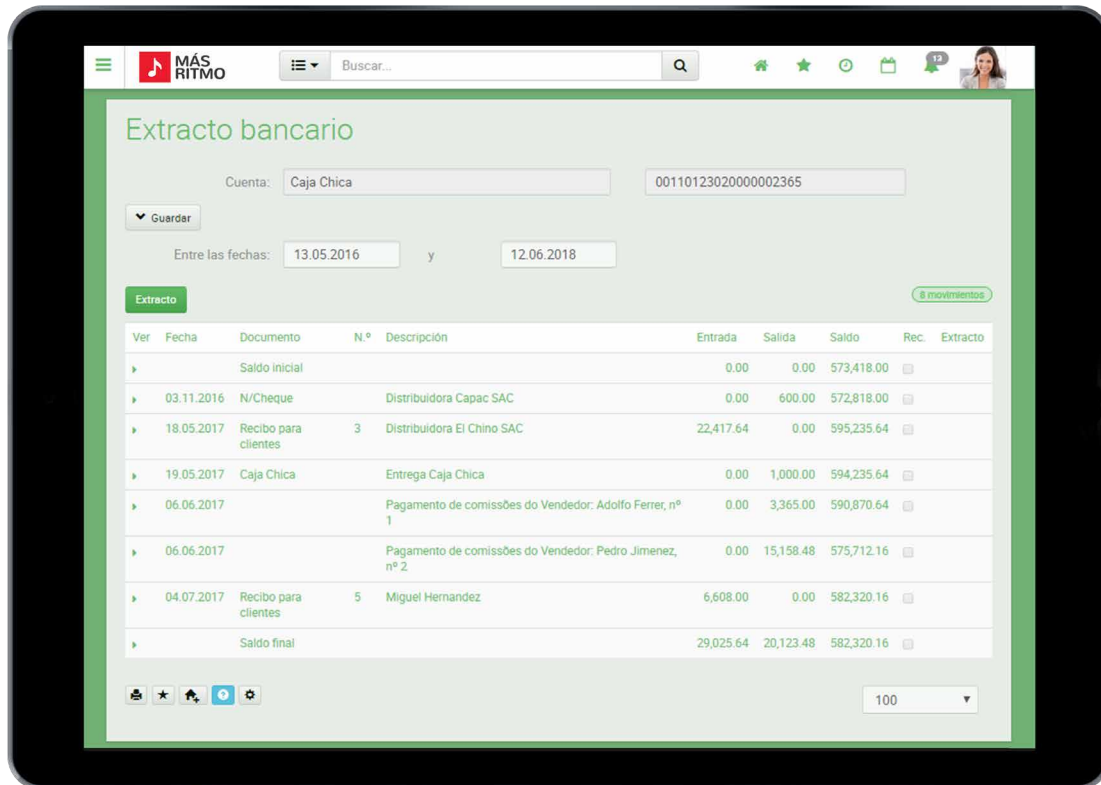 MÁS
RITMO
Buscar...
13
Extracto bancario
Cuenta: Caja Chica 00110123020000002365
Guardar
Entre las fechas: 13.05.2016 y 12.06.2018
Extracto 8 movimientos
Ver Fecha Documento N.º Descripción Entrada Salida Saldo Rec. Extracto
Saldo inicial 0.00 0.00 573,418.00
03.11.2016 N/Cheque Distribuidora Capac SAC 0.00 600.00 572,818.00
18.05.2017 Recibo para 3 Distribuidora El Chino SAC 22,417.64 0.00 595,235.64
clientes
19.05.2017 Caja Chica Entrega Caja Chica 0.00 1,000.00 594,235.64
06.06.2017 Pagamento de comissões do Vendedor: Adolfo Ferrer, nº 0.00 3,365.00 590,870.64
1
06.06.2017 Pagamento de comissões do Vendedor: Pedro Jimenez, 0.00 15,158.48 575,712.16
nº 2
04.07.2017 Recibo para 5 Miguel Hernandez 6,608.00 0.00 582,320.16
clientes
Saldo final 29,025.64 20,123.48 582,320.16
100